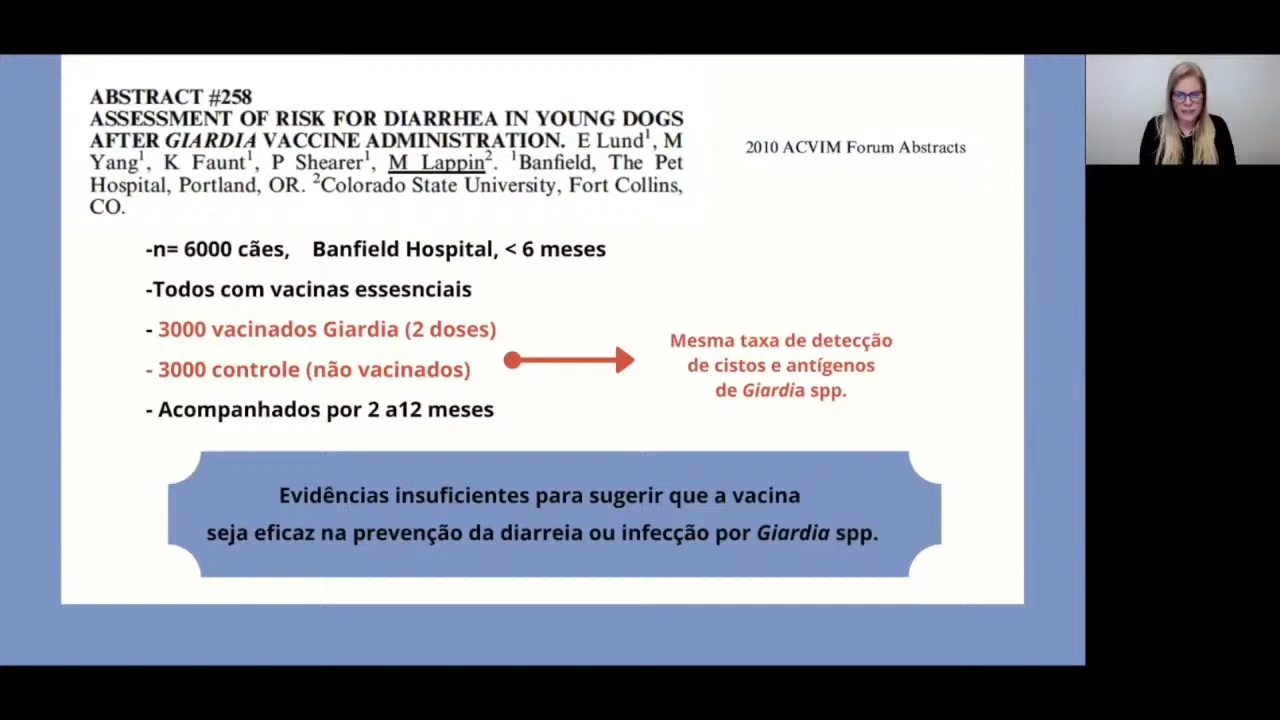 ABSTRACT #258
ASSESSMENT OF RISK FOR DIARRHEA IN YOUNG DOGS
AFTER GIARDIA VACCINE ADMINISTRATION. E Lund¹, M
Yang¹, K Faunt¹, P Shearer¹, M Lappin². ¹Banfield, The Pet
Hospital, Portland, OR. ²Colorado State University, Fort Collins,
CO.
2010 ACVIM Forum Abstracts
-n= 6000 cães, Banfield Hospital, < 6 meses
-Todos com vacinas essesnciais
- 3000 vacinados Giardia (2 doses)
- 3000 controle (não vacinados)
- Acompanhados por 2 a12 meses
Mesma taxa de detecção
de cistos e antígenos
de Giardia spp.
Evidências insuficientes para sugerir que a vacina
seja eficaz na prevenção da diarreia ou infecção por Giardia spp.